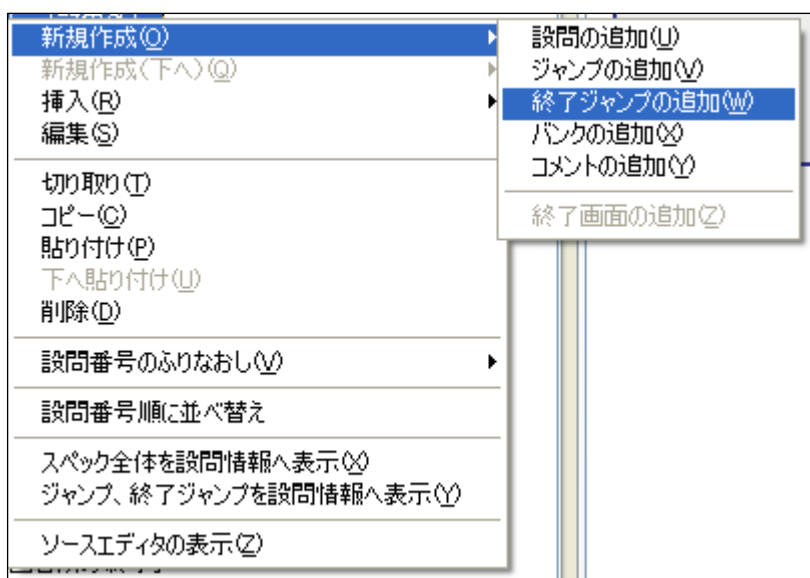 新規作成(O)
新規作成(下へ)(Q)
挿入(R)
編集(S)
切り取り(T)
コピー(C)
貼り付け(P)
下へ貼り付け(U)
削除(D)
設問番号のふりなおし(V)
設問番号順に並べ替え
スペック全体を設問情報へ表示(X)
ジャンプ、終了ジャンプを設問情報へ表示(Y)
ソースエディタの表示(Z)
設問の追加(U)
ジャンプの追加(V)
終了ジャンプの追加(W)
バンクの追加(X)
コメントの追加(Y)
終了画面の追加(Z)